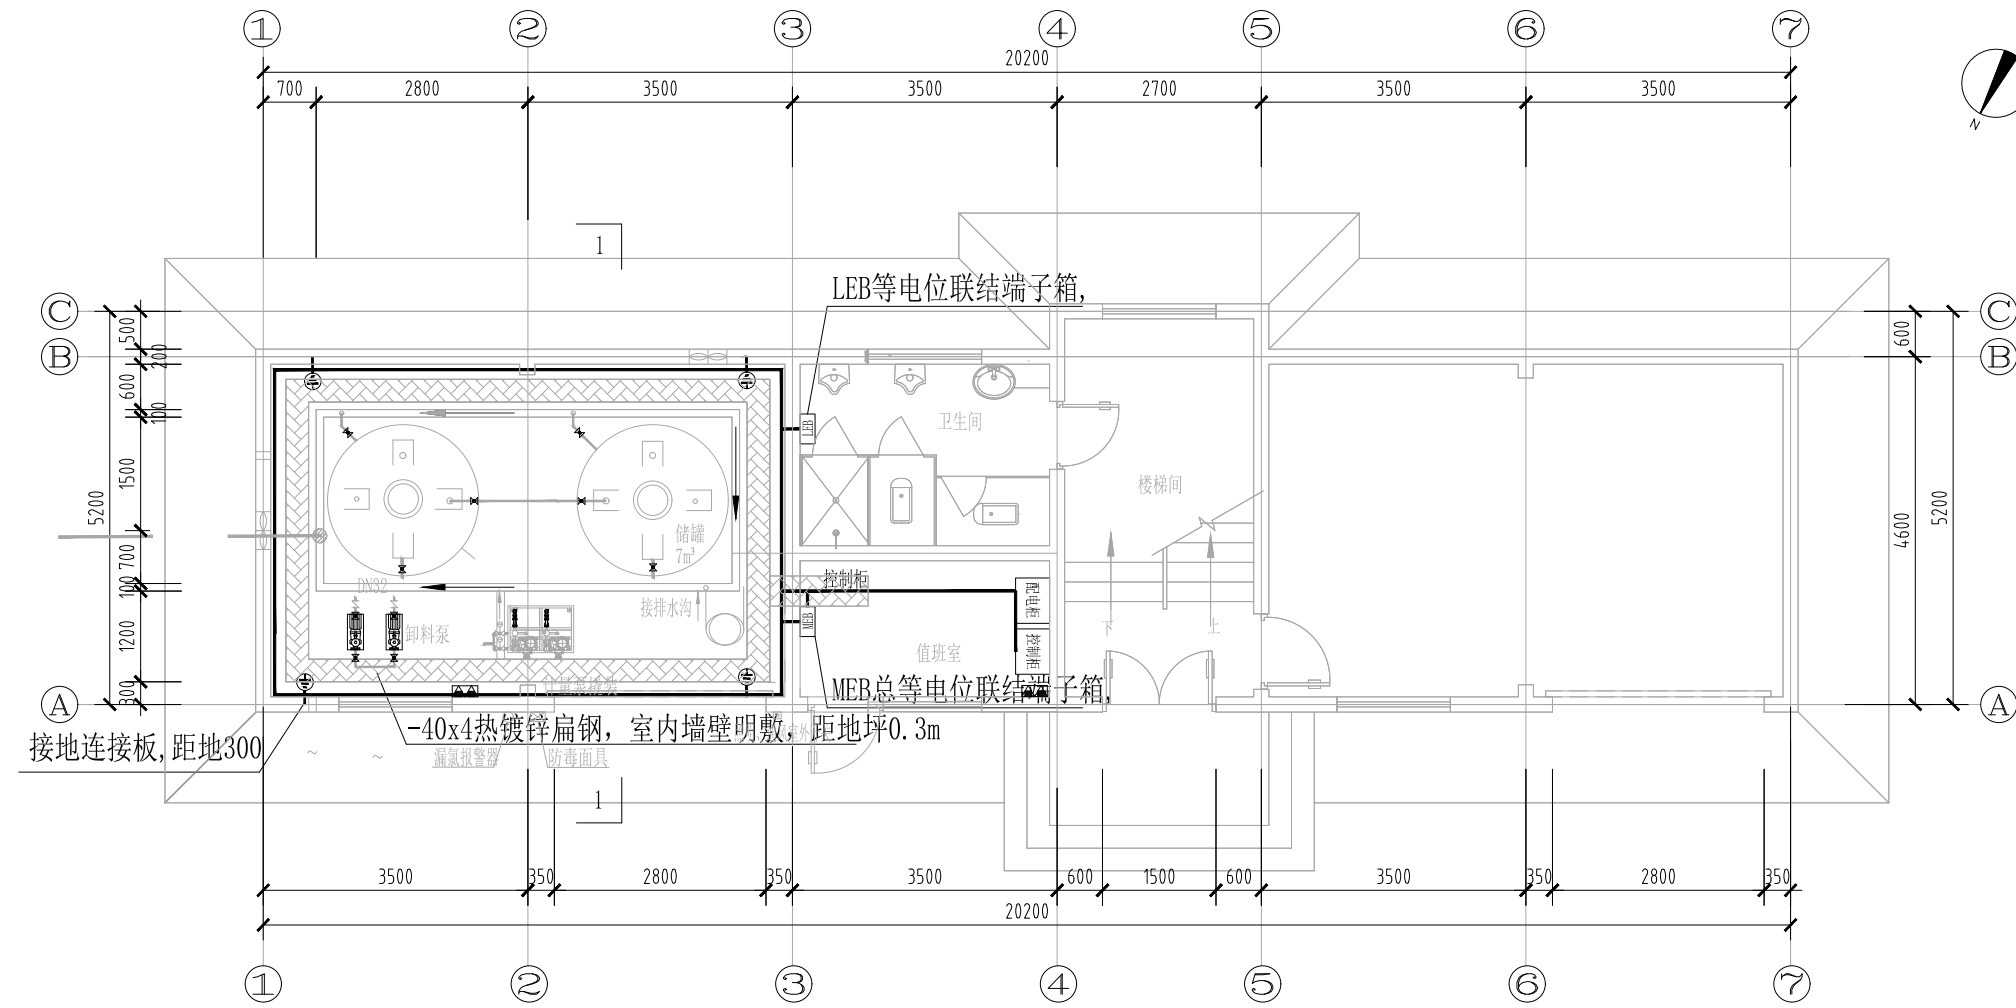 1 2 3 4 5 6 7
20200
700 2800 3500 3500 2700 3500 3500
N
1
LEB等电位联结端子箱,
C
B
A
500
200
600
100
1500
700
100
1200
300
5200
C
B
A
600
4600
5200
LEB
卫生间
楼梯间
储罐
7m³
DN32
控制柜
接排水沟
卸料泵
MEB
配电柜
控制柜
值班室
下
上
MEB总等电位联结端子箱,
-40x4热镀锌扁钢，室内墙壁明敷，距地坪0.3m
接地连接板,距地300
漏氯报警器
防毒面具
1
3500 350 2800 350 3500 600 1500 600 3500 350 2800 350
20200
1 2 3 4 5 6 7